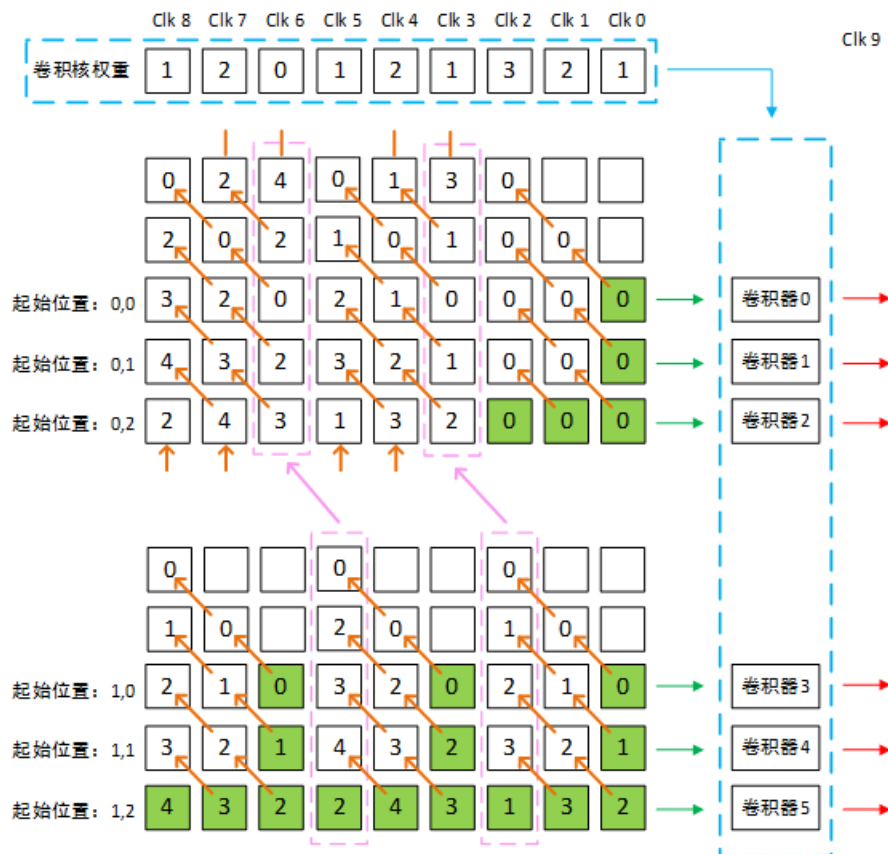 Clk 8 Clk 7 Clk 6 Clk 5 Clk 4 Clk 3 Clk 2 Clk 1 Clk 0
Clk 9
卷积核权重 1 2 0 1 2 1 3 2 1
0 2 4 0 1 3 0
2 0 2 1 0 1 0 0
起始位置：0,0 3 2 0 2 1 0 0 0 0 卷积器0
起始位置：0,1 4 3 2 3 2 1 0 0 0 卷积器1
起始位置：0,2 2 4 3 1 3 2 0 0 0 卷积器2
0 0 0
1 0 2 0 1 0
起始位置：1,0 2 1 0 3 2 0 2 1 0 卷积器3
起始位置：1,1 3 2 1 4 3 2 3 2 1 卷积器4
起始位置：1,2 4 3 2 2 4 3 1 3 2 卷积器5